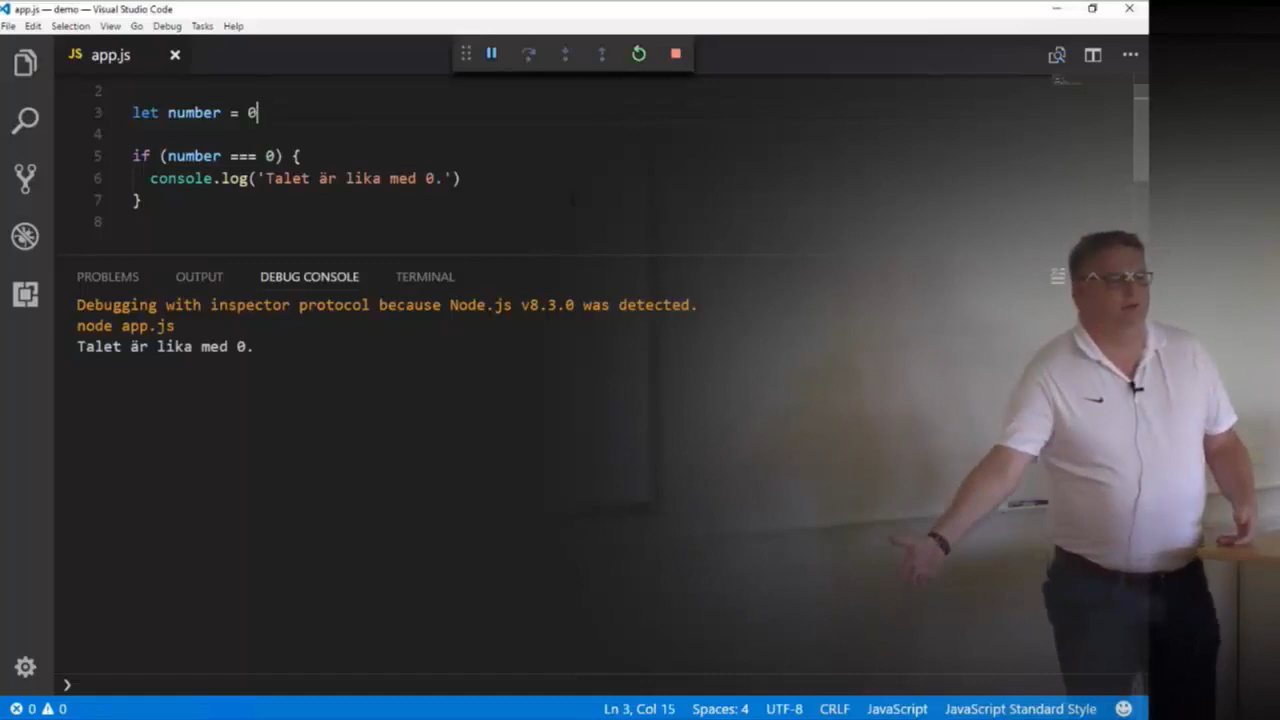 app.js — demo — Visual Studio Code
File Edit Selection View Go Debug Tasks Help
JS app.js
2
3 let number = 0
4
5 if (number === 0) {
6 console.log('Talet är lika med 0.')
7 }
8
PROBLEMS OUTPUT DEBUG CONSOLE TERMINAL
Debugging with inspector protocol because Node.js v8.3.0 was detected.
node app.js
Talet är lika med 0.
0 0 Ln 3, Col 15 Spaces: 4 UTF-8 CRLF JavaScript JavaScript Standard Style